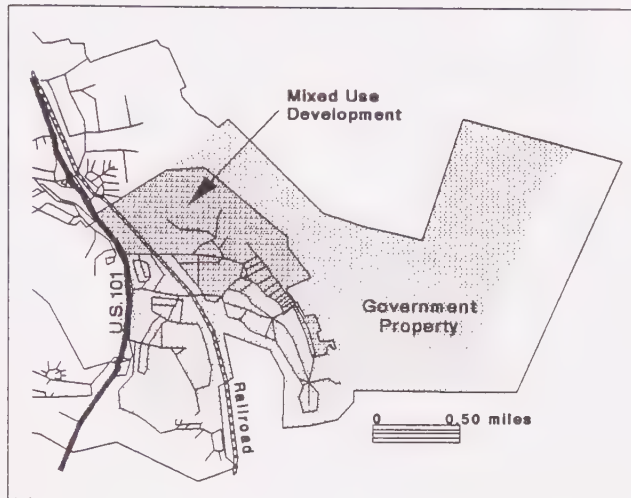 Mixed Use
Development
U.S.101
Government
Property
Railroad
0 0.50 miles